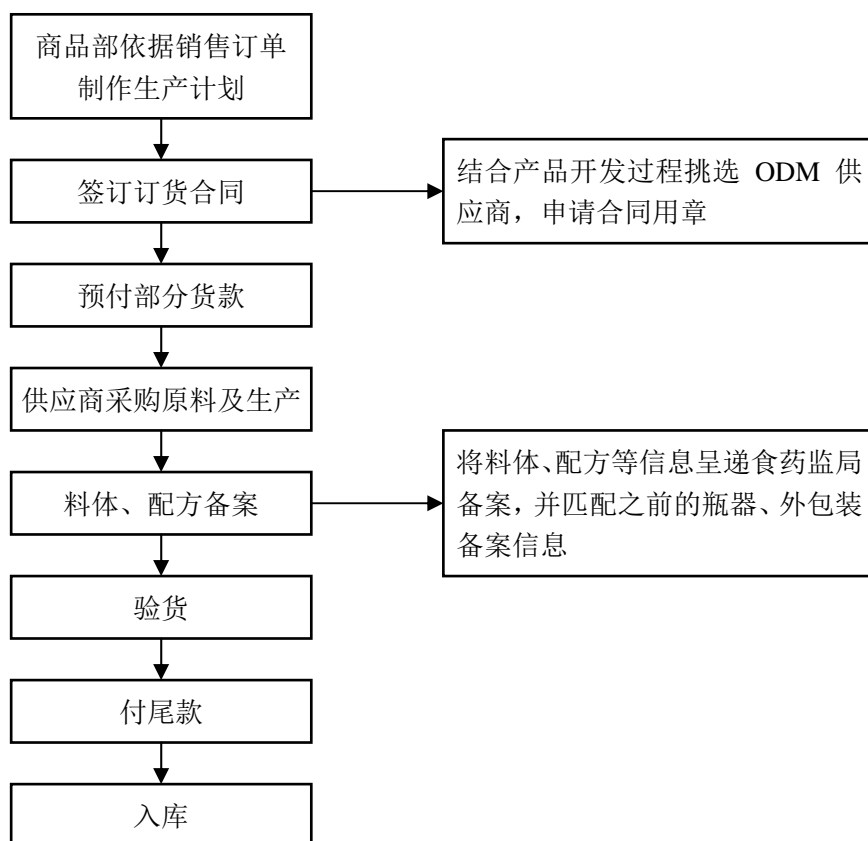 商品部依据销售订单
制作生产计划
签订订货合同
结合产品开发过程挑选 ODM 供
应商，申请合同用章
预付部分货款
供应商采购原料及生产
料体、配方备案
将料体、配方等信息呈递食药监局
备案，并匹配之前的瓶器、外包装
备案信息
验货
付尾款
入库